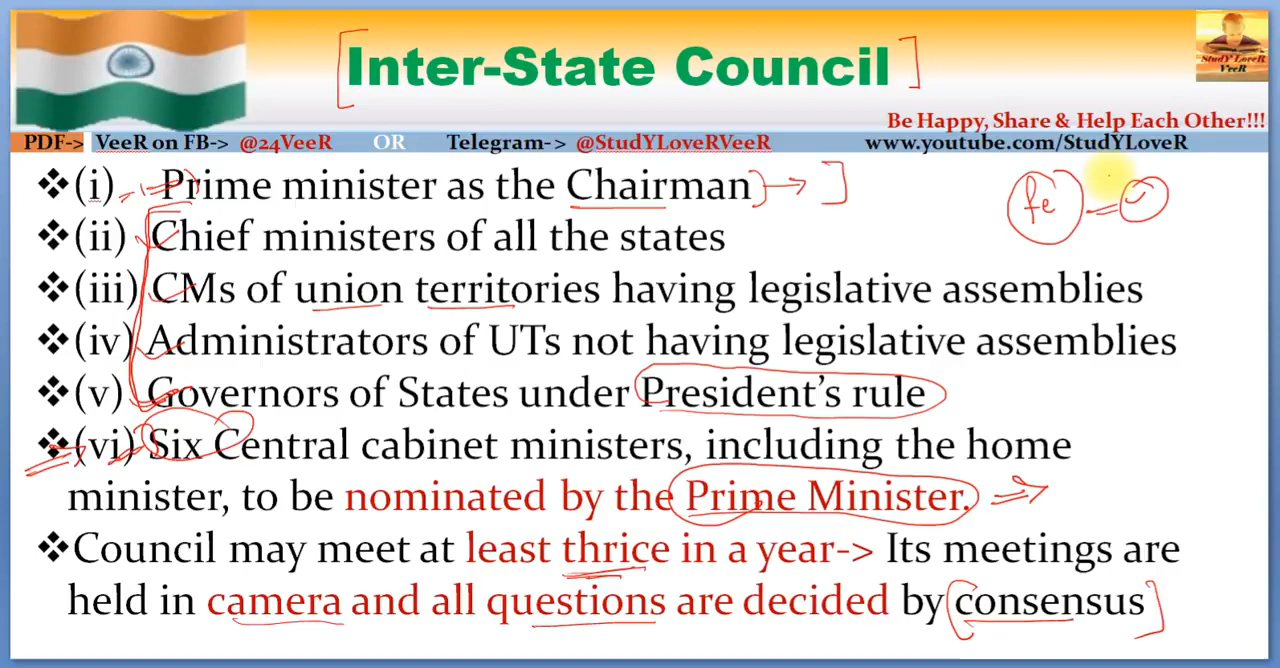 Inter-State Council
StudY LoveR
VeeR
Be Happy, Share & Help Each Other!!!
PDF-> VeeR on FB-> @24VeeR OR Telegram-> @StudYLoveRVeeR www.youtube.com/StudYLoveR
❖(i) Prime minister as the Chairman
❖(ii) Chief ministers of all the states
❖(iii) CMs of union territories having legislative assemblies
❖(iv) Administrators of UTs not having legislative assemblies
❖(v) Governors of States under President's rule
❖(vi) Six Central cabinet ministers, including the home
minister, to be nominated by the Prime Minister.
❖Council may meet at least thrice in a year-> Its meetings are
held in camera and all questions are decided by consensus